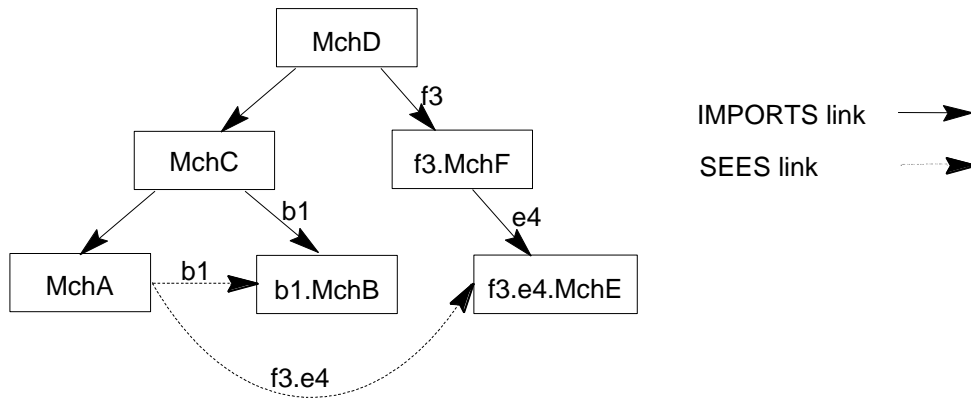 MchD
f3
IMPORTS link
MchC
f3.MchF
SEES link
b1
e4
MchA
b1
b1.MchB
f3.e4.MchE
f3.e4